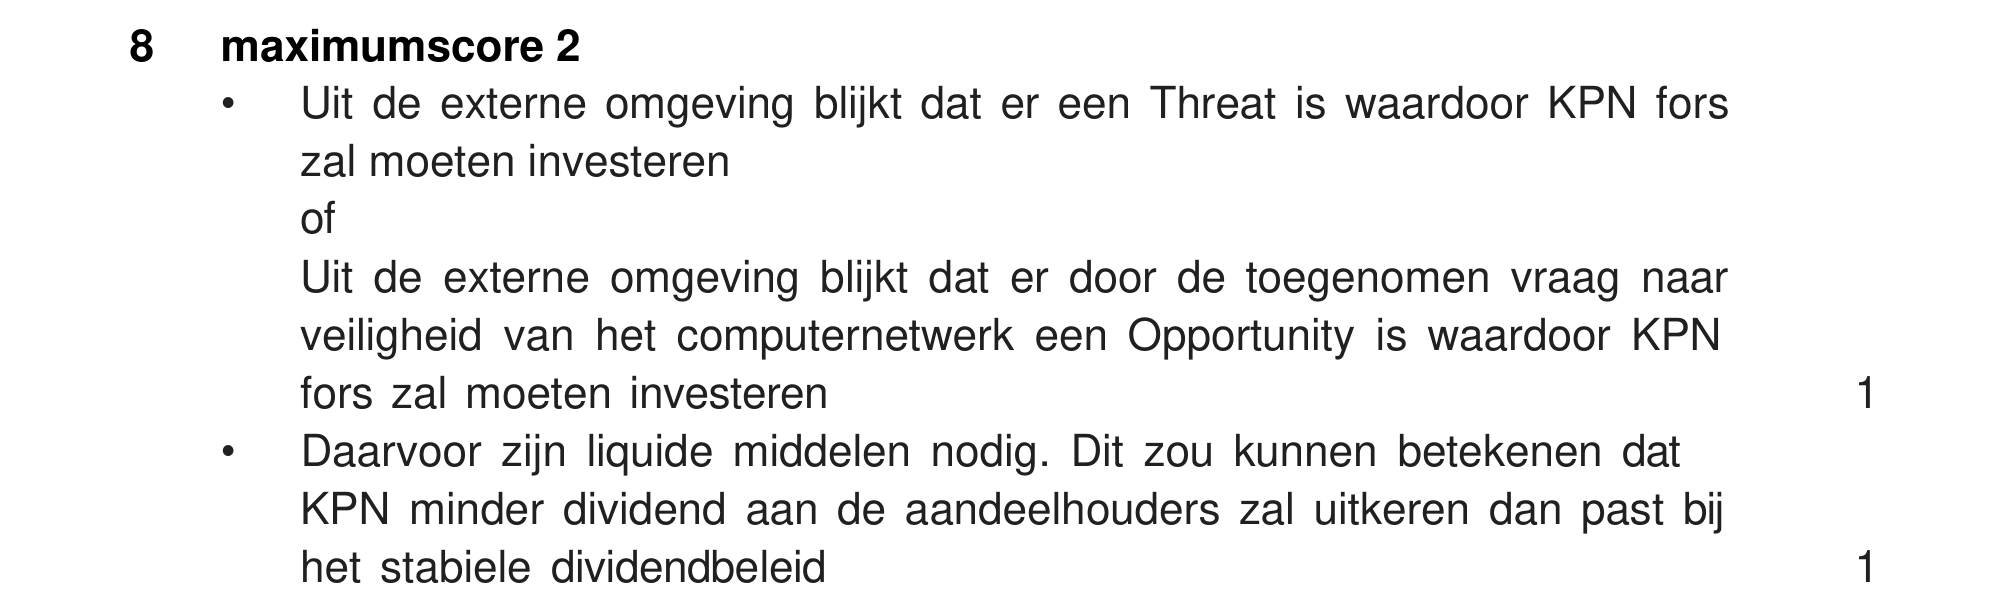 8 maximumscore 2
• Uit de externe omgeving blijkt dat er een Threat is waardoor KPN fors
zal moeten investeren
of
Uit de externe omgeving blijkt dat er door de toegenomen vraag naar
veiligheid van het computernetwerk een Opportunity is waardoor KPN
fors zal moeten investeren 1
• Daarvoor zijn liquide middelen nodig. Dit zou kunnen betekenen dat
KPN minder dividend aan de aandeelhouders zal uitkeren dan past bij
het stabiele dividendbeleid 1